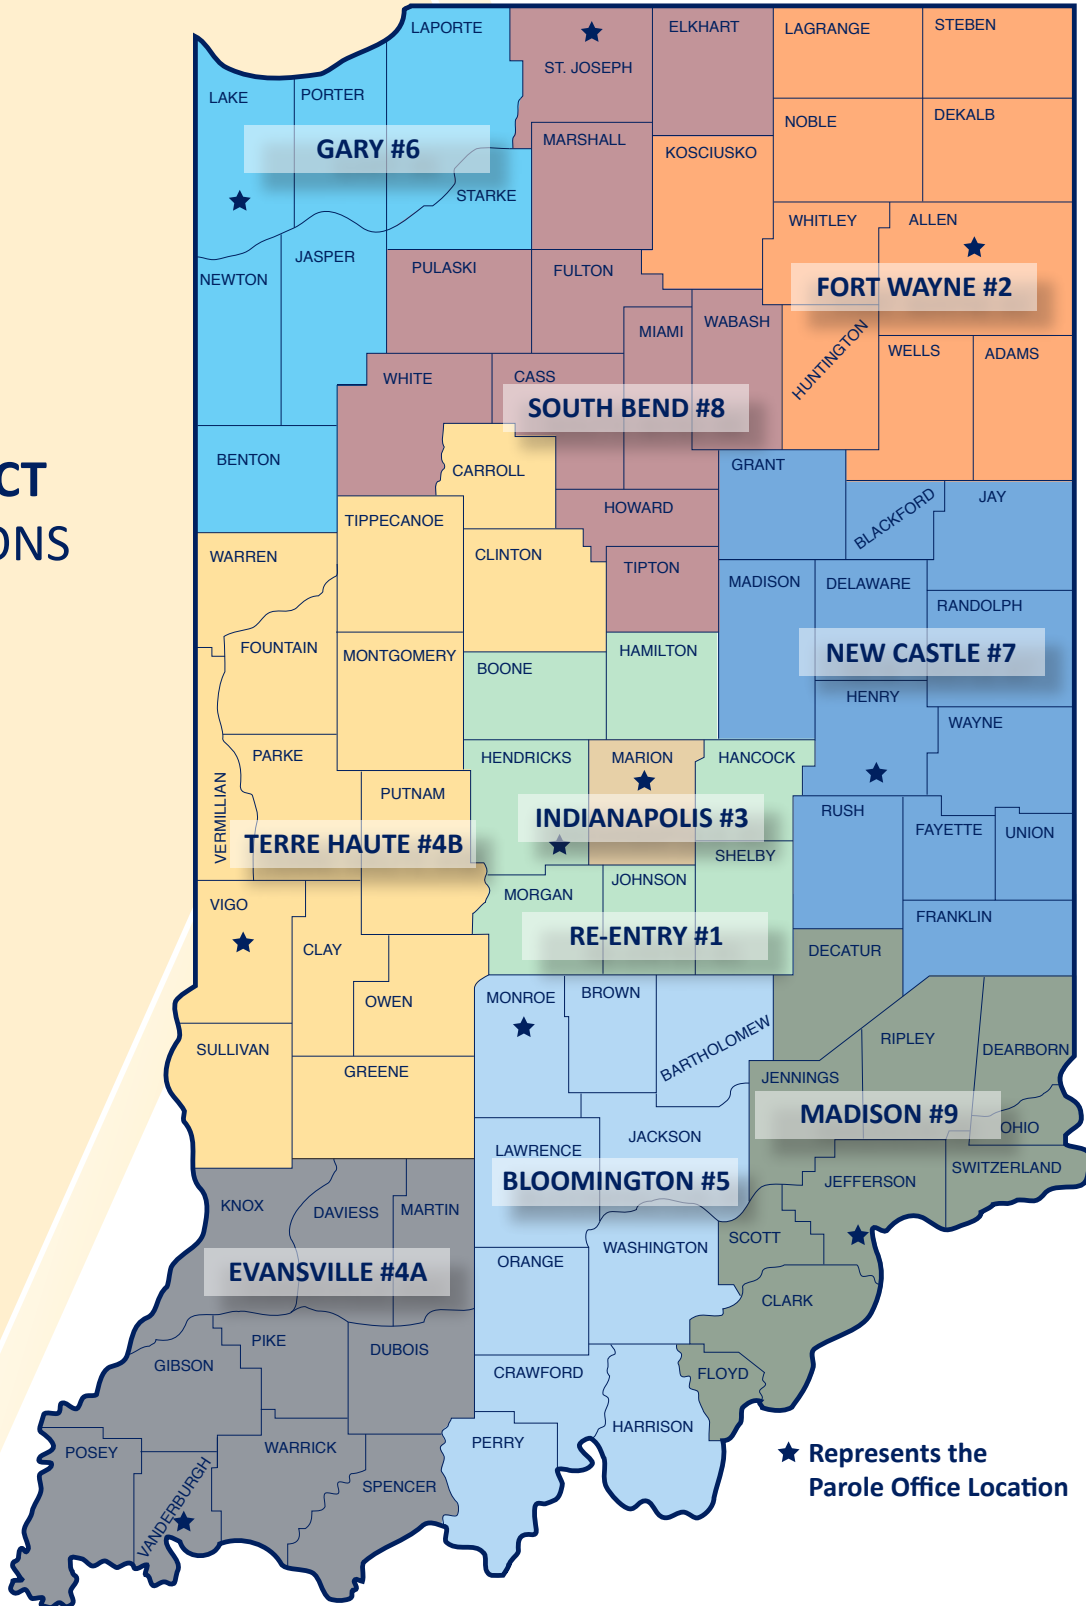 LAPORTE
ELKHART
LAGRANGE
STEBEN
ST. JOSEPH
LAKE
PORTER
NOBLE
DEKALB
MARSHALL
KOSCIUSKO
GARY #6
STARKE
WHITLEY
ALLEN
JASPER
PULASKI
FULTON
NEWTON
FORT WAYNE #2
MIAMI
WABASH
HUNTINGTON
WELLS
ADAMS
WHITE
CASS
SOUTH BEND #8
BENTON
CARROLL
GRANT
CT
ONS
TIPPECANOE
HOWARD
BLACKFORD
JAY
WARREN
CLINTON
TIPTON
MADISON
DELAWARE
RANDOLPH
FOUNTAIN
MONTGOMERY
BOONE
HAMILTON
NEW CASTLE #7
HENRY
WAYNE
PARKE
HENDRICKS
MARION
HANCOCK
VERMILLIAN
PUTNAM
INDIANAPOLIS #3
RUSH
FAYETTE
UNION
TERRE HAUTE #4B
SHELBY
JOHNSON
MORGAN
VIGO
FRANKLIN
CLAY
RE-ENTRY #1
DECATUR
OWEN
MONROE
BROWN
BARTHOLOMEW
RIPLEY
SULLIVAN
DEARBORN
GREENE
JENNINGS
MADISON #9
OHIO
JACKSON
LAWRENCE
SWITZERLAND
BLOOMINGTON #5
JEFFERSON
KNOX
DAVIESS
MARTIN
SCOTT
WASHINGTON
ORANGE
EVANSVILLE #4A
CLARK
PIKE
DUBOIS
GIBSON
CRAWFORD
FLOYD
HARRISON
POSEY
WARRICK
PERRY
SPENCER
VANDERBURGH
Represents the
Parole Office Location